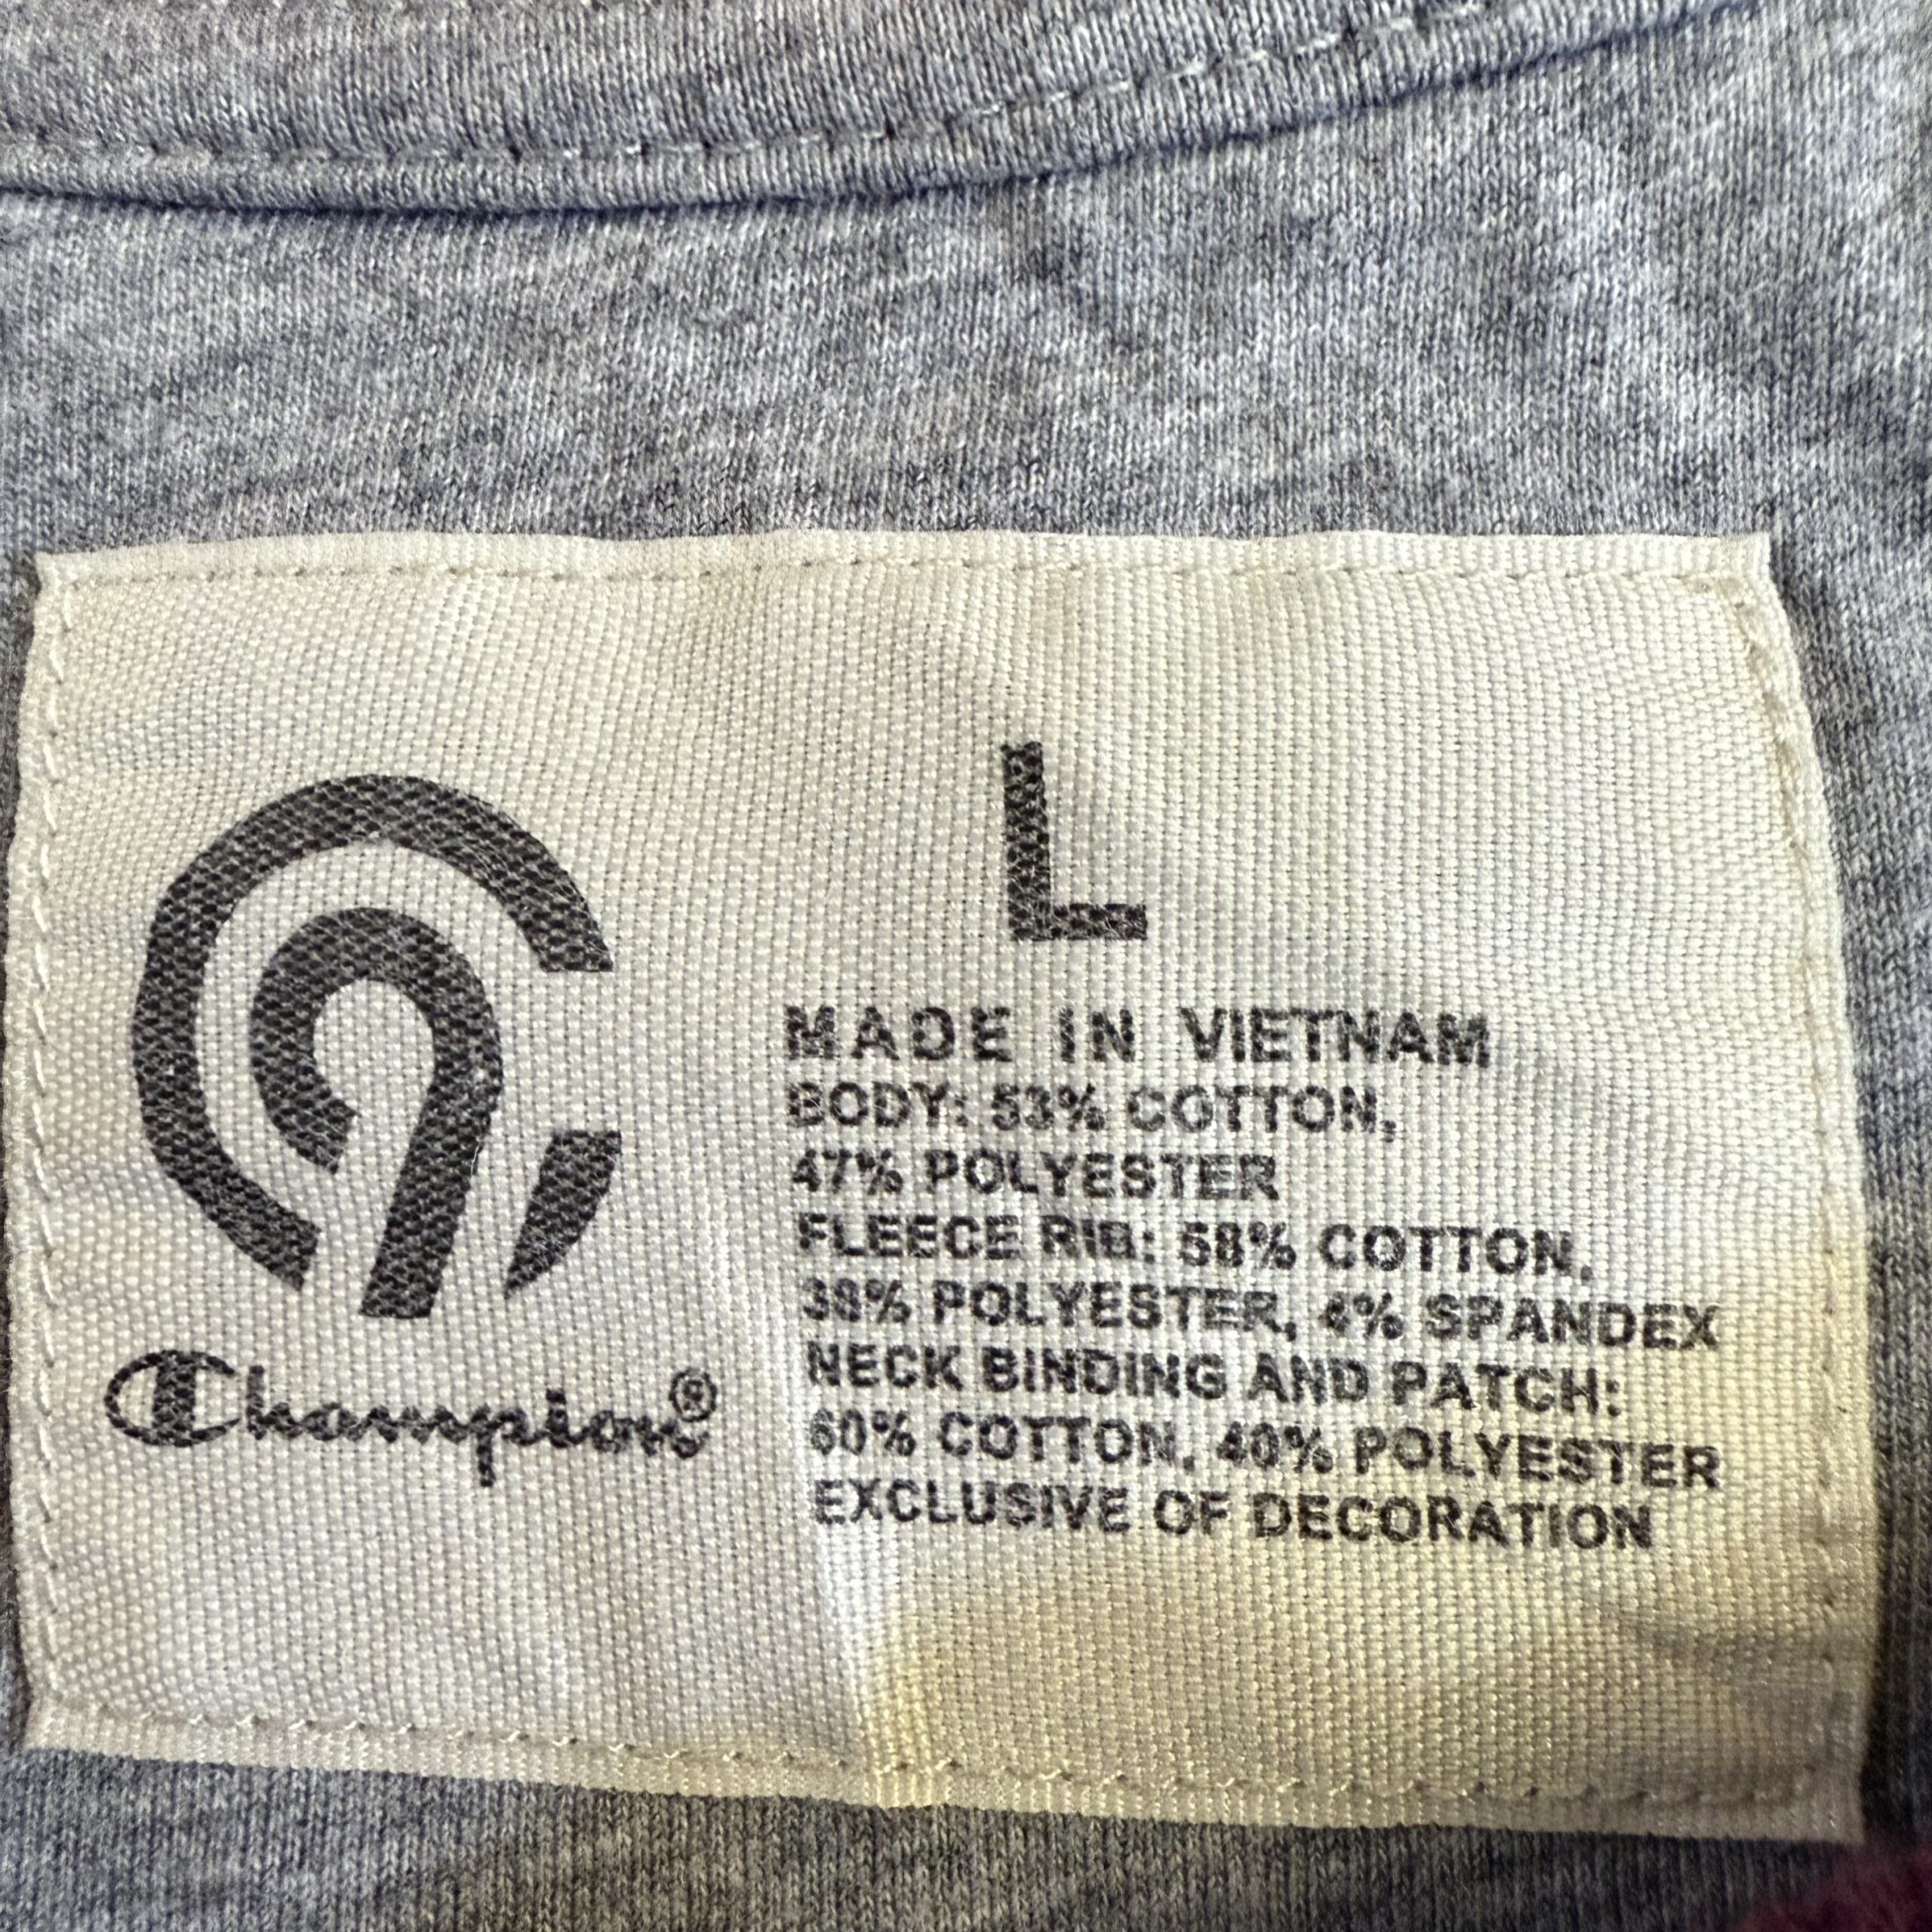 C9
Champion®
L
MADE IN VIETNAM
BODY: 53% COTTON,
47% POLYESTER
FLEECE RIB: 58% COTTON,
38% POLYESTER, 4% SPANDEX
NECK BINDING AND PATCH:
60% COTTON, 40% POLYESTER
EXCLUSIVE OF DECORATION